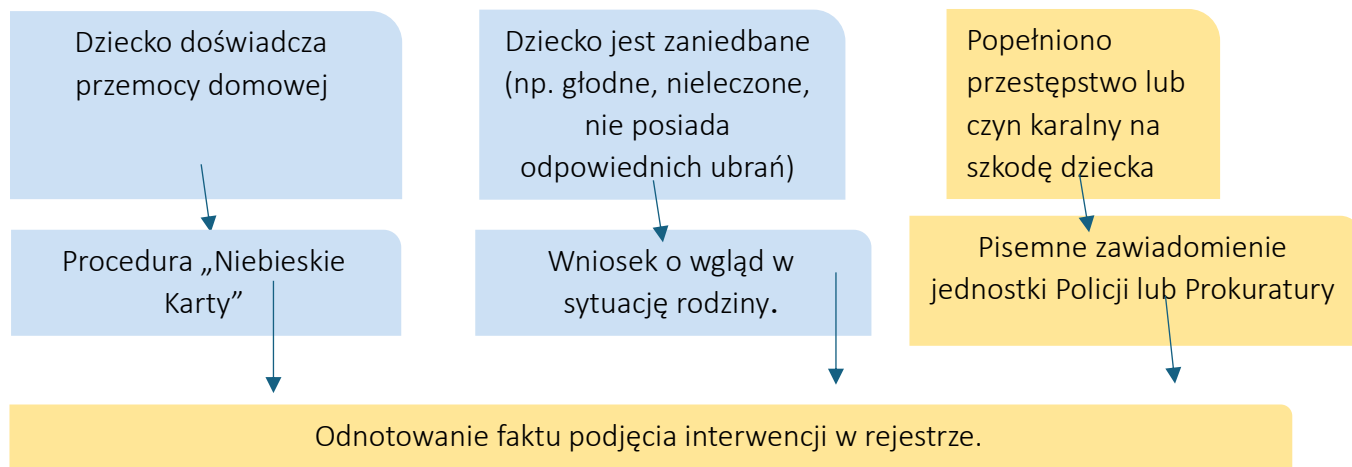 Dziecko doświadcza
przemocy domowej
Dziecko jest zaniedbane
(np. głodne, nieleczone,
nie posiada
odpowiednich ubrań)
Popełniono
przestępstwo lub
czyn karalny na
szkodę dziecka
Procedura „Niebieskie
Karty”
Wniosek o wgląd w
sytuację rodziny.
Pisemne zawiadomienie
jednostki Policji lub Prokuratury
Odnotowanie faktu podjęcia interwencji w rejestrze.